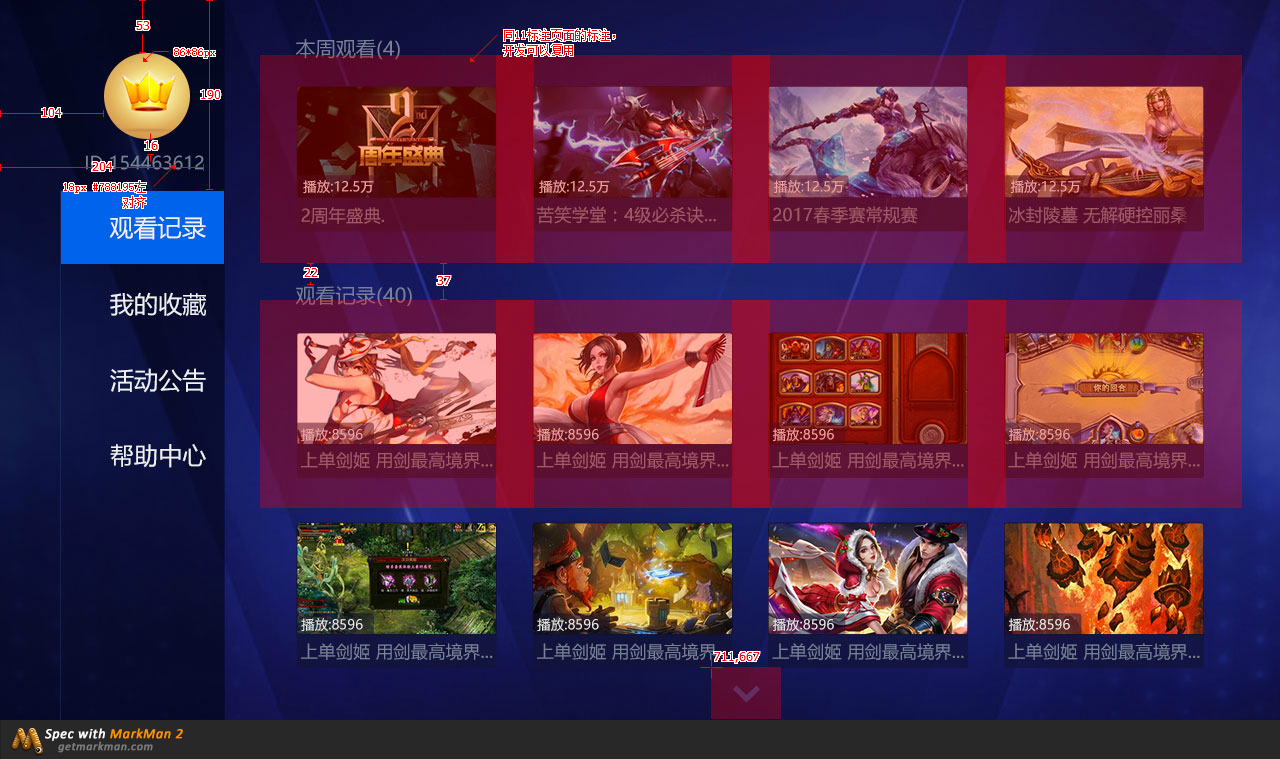 53
86*86px
190
104
16
ID:154463612
204
18px #788195左
对齐
观看记录
我的收藏
活动公告
帮助中心
同11标注页面的标注，
开发可以复用
本周观看(4)
周年盛典
播放:12.5万
播放:12.5万
播放:12.5万
播放:12.5万
2周年盛典.
苦笑学堂：4级必杀诀...
2017春季赛常规赛
冰封陵墓 无解硬控丽桑
22
37
观看记录(40)
你的回合
播放:8596
播放:8596
播放:8596
播放:8596
上单剑姬 用剑最高境界...
上单剑姬 用剑最高境界...
上单剑姬 用剑最高境界...
上单剑姬 用剑最高境界...
播放:8596
播放:8596
播放:8596
播放:8596
上单剑姬 用剑最高境界...
上单剑姬 用剑最高境界...
上单剑姬 用剑最高境界...
上单剑姬 用剑最高境界...
711,667
Spec with MarkMan 2
getmarkman.com